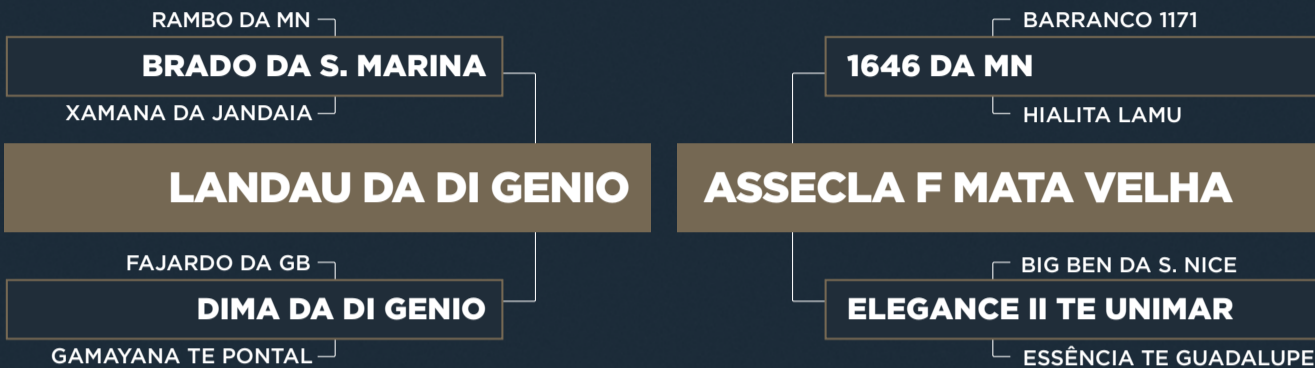 RAMBO DA MN
BRADO DA S. MARINA
XAMANA DA JANDAIA
LANDAU DA DI GENIO
FAJARDO DA GB
DIMA DA DI GENIO
GAMAYANA TE PONTAL
BARRANCO 1171
1646 DA MN
HIALITA LAMU
ASSECLA F MATA VELHA
BIG BEN DA S. NICE
ELEGANCE II TE UNIMAR
ESSÊNCIA TE GUADALUPE